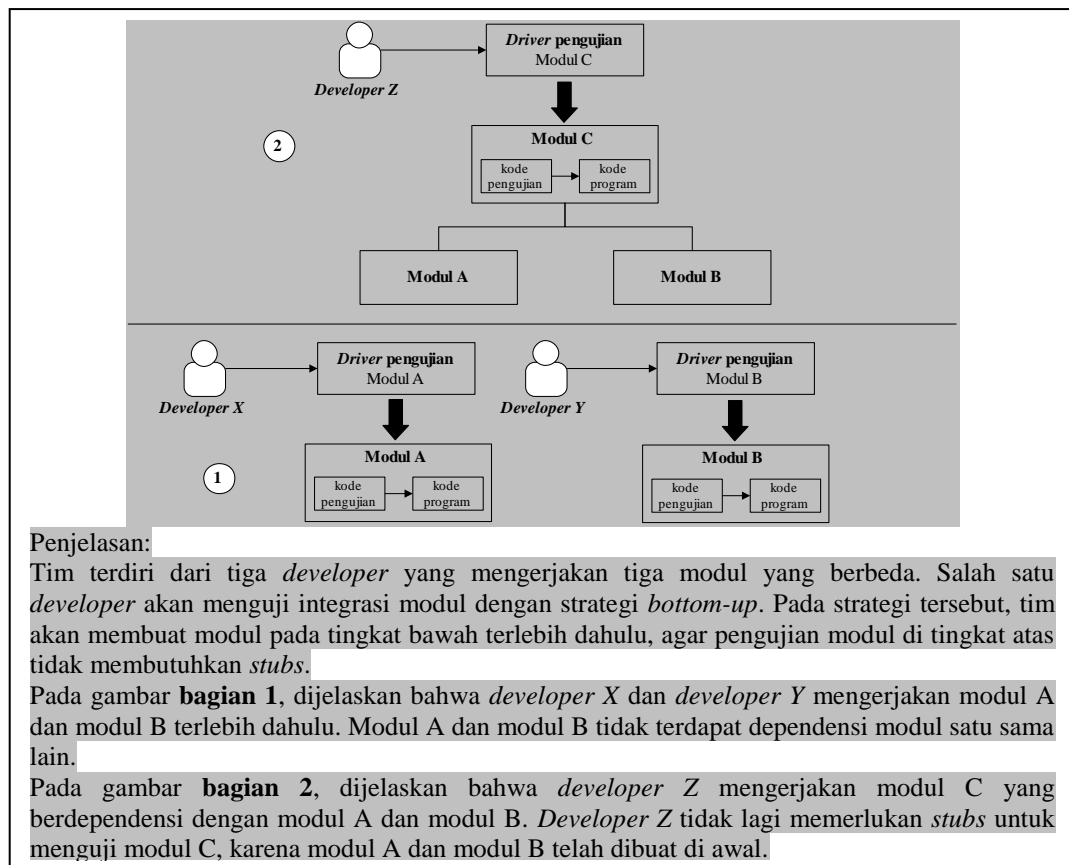 Driver pengujian
Modul C
Developer Z
2
Modul C
kode
pengujian
kode
program
Modul A
Modul B
Driver pengujian
Modul A
Developer X
Driver pengujian
Modul B
Developer Y
1
Modul A
kode
pengujian
kode
program
Modul B
kode
pengujian
kode
program
Penjelasan:
Tim terdiri dari tiga developer yang mengerjakan tiga modul yang berbeda. Salah satu
developer akan menguji integrasi modul dengan strategi bottom-up. Pada strategi tersebut, tim
akan membuat modul pada tingkat bawah terlebih dahulu, agar pengujian modul di tingkat atas
tidak membutuhkan stubs.
Pada gambar bagian 1, dijelaskan bahwa developer X dan developer Y mengerjakan modul A
dan modul B terlebih dahulu. Modul A dan modul B tidak terdapat dependensi modul satu sama
lain.
Pada gambar bagian 2, dijelaskan bahwa developer Z mengerjakan modul C yang
berdependensi dengan modul A dan modul B. Developer Z tidak lagi memerlukan stubs untuk
menguji modul C, karena modul A dan modul B telah dibuat di awal.